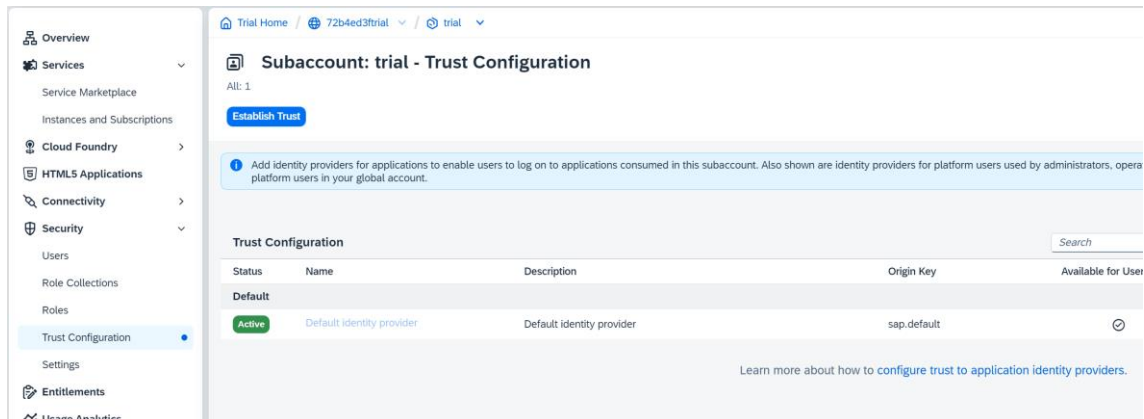 Overview
Services
Service Marketplace
Instances and Subscriptions
Cloud Foundry
HTML5 Applications
Connectivity
Security
Users
Role Collections
Roles
Trust Configuration
Settings
Entitlements
Usage Analytics
Trial Home / 72b4ed3ftrial / trial
Subaccount: trial - Trust Configuration
All: 1
Establish Trust
Add identity providers for applications to enable users to log on to applications consumed in this subaccount. Also shown are identity providers for platform users used by administrators, opera
platform users in your global account.
Trust Configuration Search
Status Name Description Origin Key Available for User
Default
Active Default identity provider Default identity provider sap.default
Learn more about how to configure trust to application identity providers.